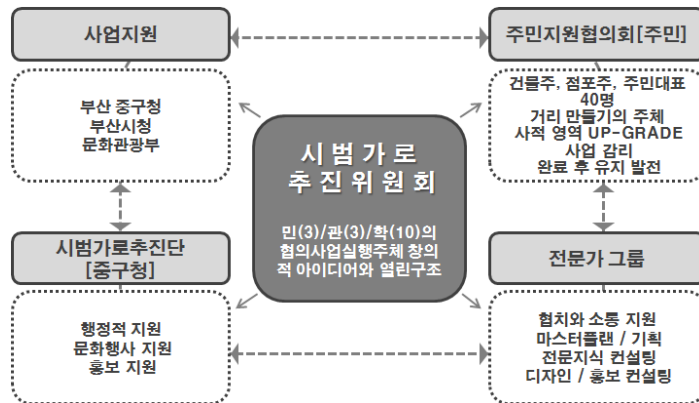 사업지원
주민지원협의회[주민]
부산 중구청
부산시청
문화관광부
건물주, 점포주, 주민대표
40명
거리 만들기의 주체
사적 영역 UP-GRADE
사업 감리
완료 후 유지 발전
시 범 가 로
추 진 위 원 회
민(3)/관(3)/학(10)의
협의사업실행주체 창의
적 아이디어와 열린구조
시범가로추진단
[중구청]
전문가 그룹
행정적 지원
문화행사 지원
홍보 지원
협치와 소통 지원
마스터플랜 / 기획
전문지식 컨설팅
디자인 / 홍보 컨설팅